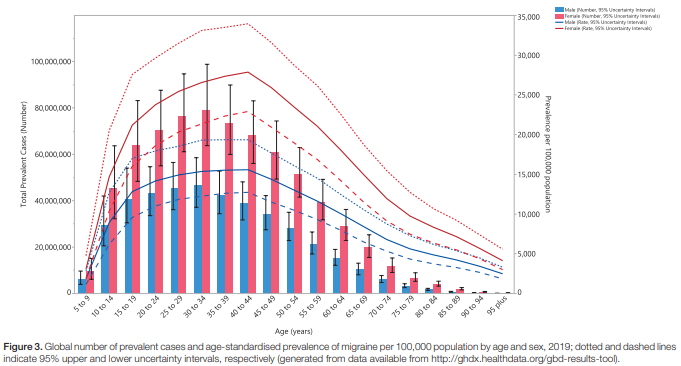 Male (Number, 95% Uncertainty Intervals)
Female (Number, 95% Uncertainty Intervals)
Male (Rate, 95% Uncertainty Intervals)
Female (Rate, 95% Uncertainty Intervals)
Total Prevalent Cases (Number)
100,000,000
80,000,000
60,000,000
40,000,000
20,000,000
0
35,000
30,000
25,000
20,000
15,000
10,000
5,000
0
Prevalence per 100,000 population
5 to 9
10 to 14
15 to 19
20 to 24
25 to 29
30 to 34
35 to 39
40 to 44
45 to 49
50 to 54
55 to 59
60 to 64
65 to 69
70 to 74
75 to 79
80 to 84
85 to 89
90 to 94
95 plus
Age (years)
Figure 3. Global number of prevalent cases and age-standardised prevalence of migraine per 100,000 population by age and sex, 2019; dotted and dashed lines
indicate 95% upper and lower uncertainty intervals, respectively (generated from data available from http://ghdx.healthdata.org/gbd-results-tool).